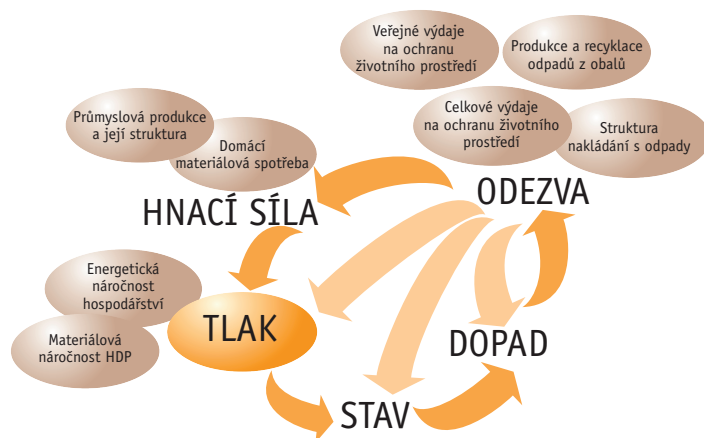 Veřejné výdaje
na ochranu
životního prostředí
Produkce a recyklace
odpadů z obalů
Průmyslová produkce
a její struktura
Domácí
materiálová spotřeba
Celkové výdaje
na ochranu životního
prostředí
Struktura
nakládání s odpady
HNACÍ SÍLA
ODEZVA
Energetická
náročnost
hospodářství
Materiálová
náročnost HDP
TLAK
DOPAD
STAV